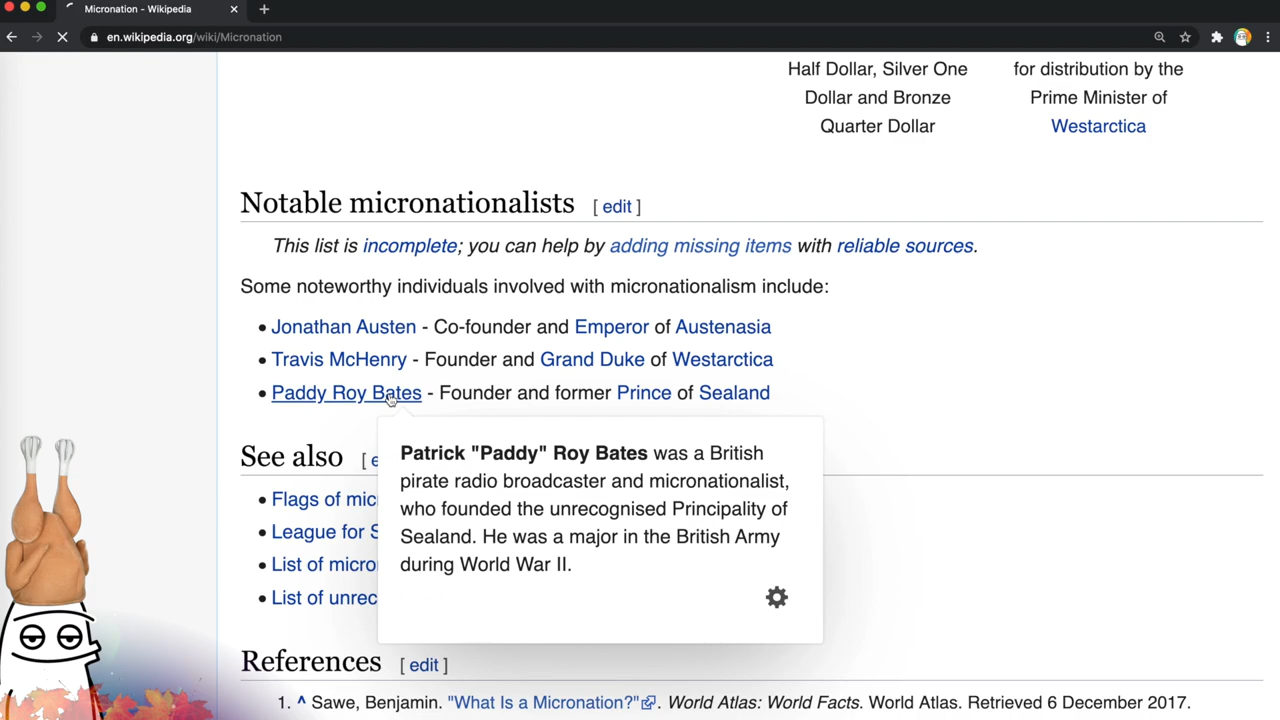 Micronation - Wikipedia
en.wikipedia.org/wiki/Micronation
Half Dollar, Silver One
Dollar and Bronze
Quarter Dollar
for distribution by the
Prime Minister of
Westarctica
Notable micronationalists [ edit ]
This list is incomplete; you can help by adding missing items with reliable sources.
Some noteworthy individuals involved with micronationalism include:
• Jonathan Austen - Co-founder and Emperor of Austenasia
• Travis McHenry - Founder and Grand Duke of Westarctica
• Paddy Roy Bates - Founder and former Prince of Sealand
Patrick "Paddy" Roy Bates was a British
pirate radio broadcaster and micronationalist,
who founded the unrecognised Principality of
Sealand. He was a major in the British Army
during World War II.
See also [ e
• Flags of mic
• League for S
• List of micro
• List of unrec
References [ edit ]
1. ^ Sawe, Benjamin. "What Is a Micronation?". World Atlas: World Facts. World Atlas. Retrieved 6 December 2017.